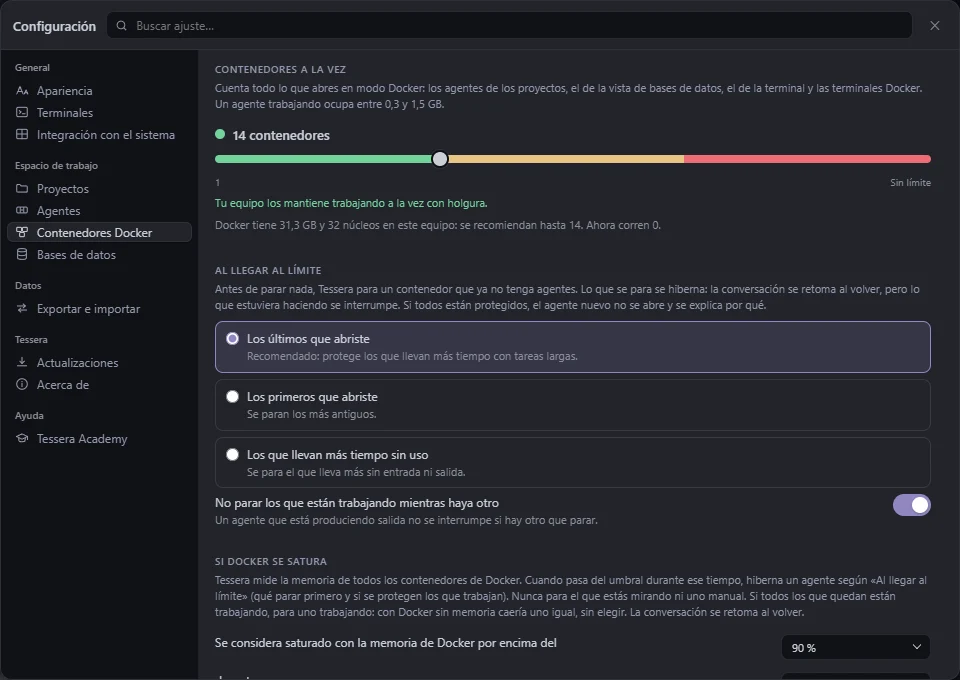 Configuración
Buscar ajuste...
General
Apariencia
Terminales
Integración con el sistema
Espacio de trabajo
Proyectos
Agentes
Contenedores Docker
Bases de datos
Datos
Exportar e importar
Tessera
Actualizaciones
Acerca de
Ayuda
Tessera Academy
CONTENEDORES A LA VEZ
Cuenta todo lo que abres en modo Docker: los agentes de los proyectos, el de la vista de bases de datos, el de la terminal y las terminales Docker.
Un agente trabajando ocupa entre 0,3 y 1,5 GB.
14 contenedores
1
Sin límite
Tu equipo los mantiene trabajando a la vez con holgura.
Docker tiene 31,3 GB y 32 núcleos en este equipo: se recomiendan hasta 14. Ahora corren 0.
AL LLEGAR AL LÍMITE
Antes de parar nada, Tessera para un contenedor que ya no tenga agentes. Lo que se para se hiberna: la conversación se retoma al volver, pero lo
que estuviera haciendo se interrumpe. Si todos están protegidos, el agente nuevo no se abre y se explica por qué.
Los últimos que abriste
Recomendado: protege los que llevan más tiempo con tareas largas.
Los primeros que abriste
Se paran los más antiguos.
Los que llevan más tiempo sin uso
Se para el que lleva más sin entrada ni salida.
No parar los que están trabajando mientras haya otro
Un agente que está produciendo salida no se interrumpe si hay otro que parar.
SI DOCKER SE SATURA
Tessera mide la memoria de todos los contenedores de Docker. Cuando pasa del umbral durante ese tiempo, hiberna un agente según «Al llegar al
límite» (qué parar primero y si se protegen los que trabajan). Nunca para el que estás mirando ni uno manual. Si todos los que quedan están
trabajando, para uno trabajando: con Docker sin memoria caería uno igual, sin elegir. La conversación se retoma al volver.
Se considera saturado con la memoria de Docker por encima del
90 %